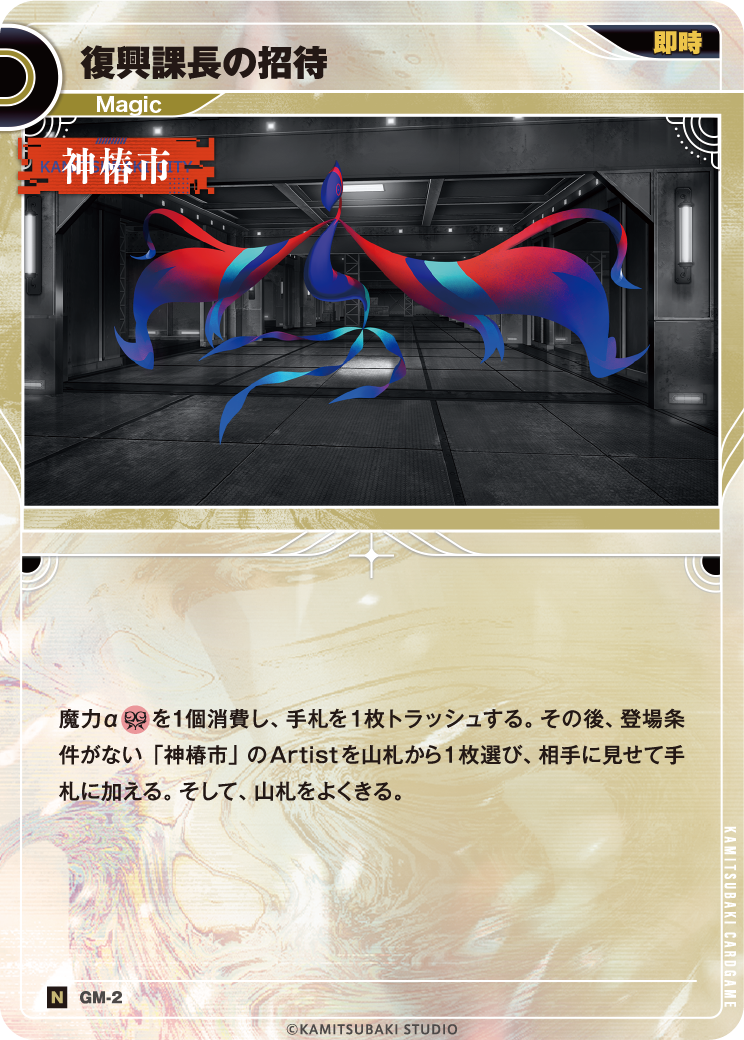 復興課長の招待
即時
Magic
神椿市
魔力αを1個消費し、手札を1枚トラッシュする。その後、登場条
件がない「神椿市」のArtistを山札から1枚選び、相手に見せて手
札に加える。そして、山札をよくきる。
KAMITSUBAKI CARDGAME
N GM-2
©KAMITSUBAKI STUDIO